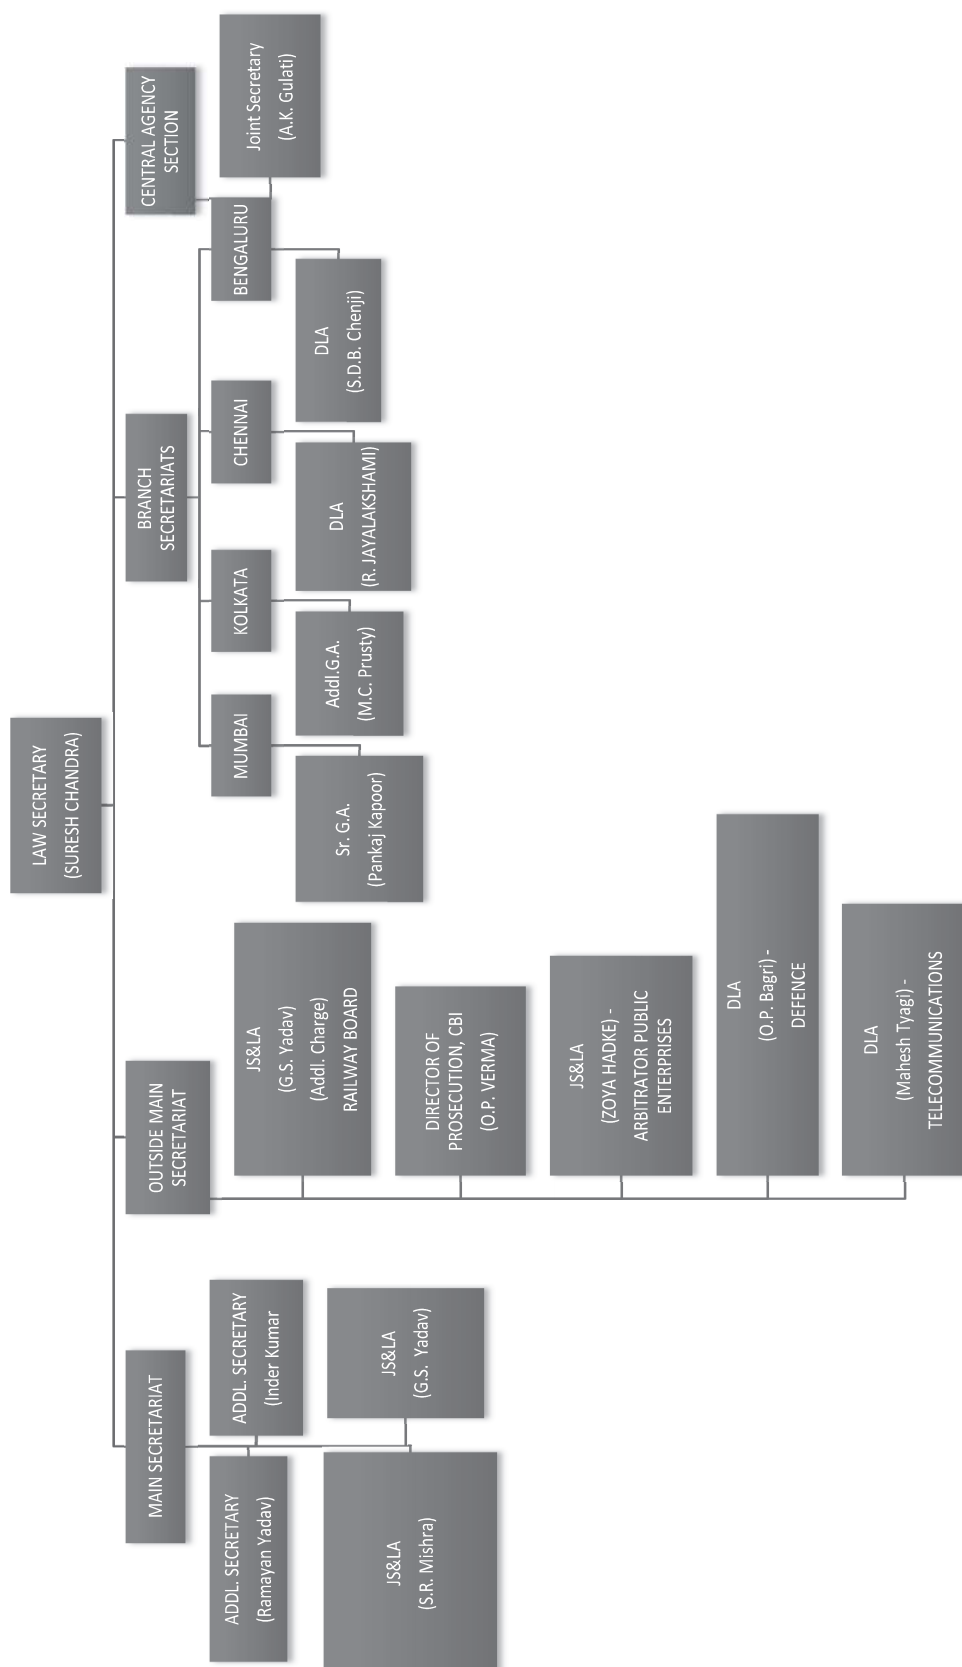 LAW SECRETARY
(SURESH CHANDRA)
MAIN SECRETARIAT
ADDL. SECRETARY
(Ramayan Yadav)
ADDL. SECRETARY
(Inder Kumar
JS&LA
(S.R. Mishra)
JS&LA
(G.S. Yadav)
OUTSIDE MAIN
SECRETARIAT
JS&LA
(G.S. Yadav)
(Addl. Charge)
RAILWAY BOARD
DIRECTOR OF
PROSECUTION, CBI
(O.P. VERMA)
JS&LA
(ZOYA HADKE) -
ARBITRATOR PUBLIC
ENTERPRISES
DLA
(O.P. Bagri) -
DEFENCE
DLA
(Mahesh Tyagi) -
TELECOMMUNICATIONS
BRANCH
SECRETARIATS
MUMBAI
Sr. G.A.
(Pankaj Kapoor)
KOLKATA
Addl.G.A.
(M.C. Prusty)
CHENNAI
DLA
(R. JAYALAKSHAMI)
BENGALURU
DLA
(S.D.B. Chenji)
CENTRAL AGENCY
SECTION
Joint Secretary
(A.K. Gulati)